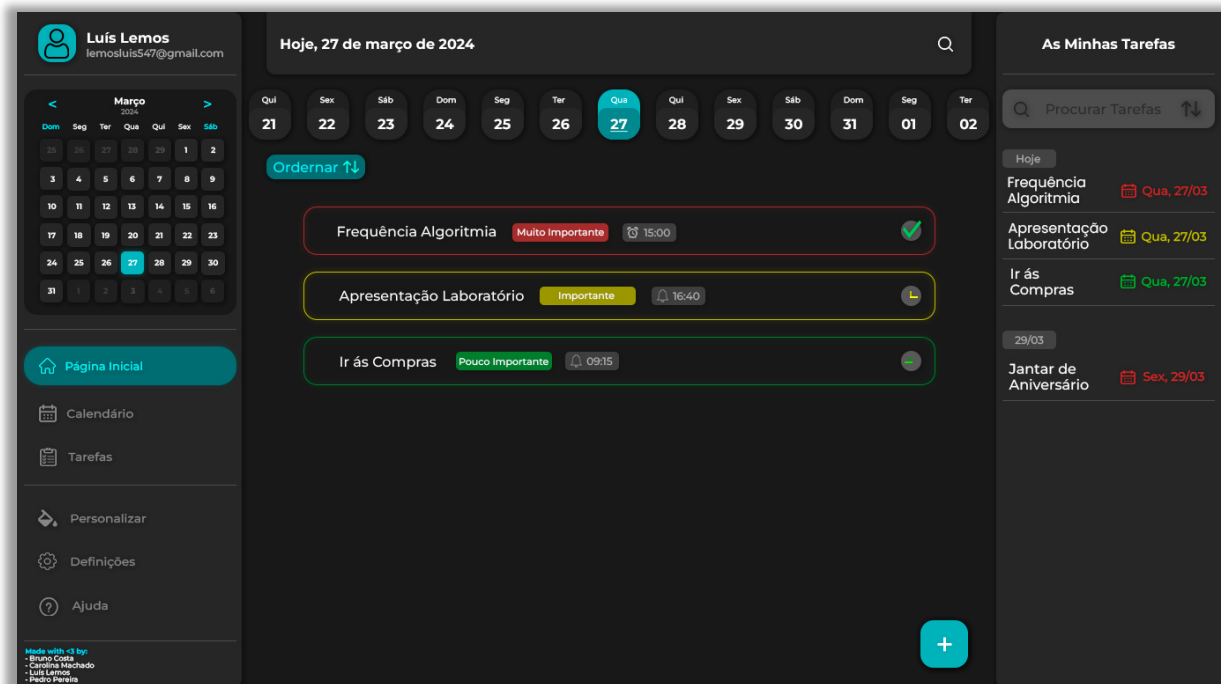 Luís Lemos
lemosluis547@gmail.com
< Março >
2024
Dom Seg Ter Qua Qui Sex Sáb
25 26 27 28 29 1 2
3 4 5 6 7 8 9
10 11 12 13 14 15 16
17 18 19 20 21 22 23
24 25 26 27 28 29 30
31 1 2 3 4 5 6
Página Inicial
Calendário
Tarefas
Personalizar
Definições
Ajuda
Made with <3 by:
- Bruno Costa
- Carolina Machado
- Luís Lemos
- Pedro Pereira
Hoje, 27 de março de 2024
Qui Sex Sáb Dom Seg Ter Qua Qui Sex Sáb Dom Seg Ter
21 22 23 24 25 26 27 28 29 30 31 01 02
Ordernar
Frequência Algoritmia Muito Importante 15:00
Apresentação Laboratório Importante 16:40
Ir ás Compras Pouco Importante 09:15
+
As Minhas Tarefas
Procurar Tarefas
Hoje
Frequência
Algoritmia
Qua, 27/03
Apresentação
Laboratório
Qua, 27/03
Ir ás
Compras
Qua, 27/03
29/03
Jantar de
Aniversário
Sex, 29/03